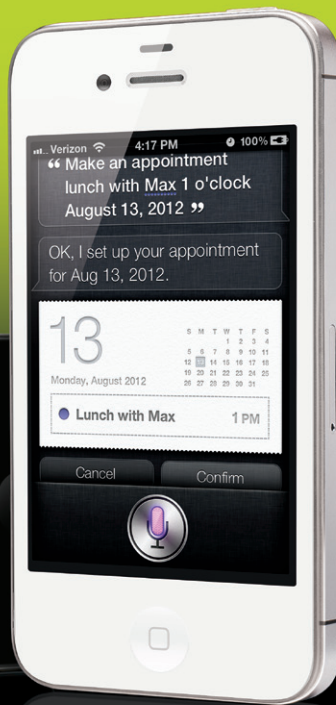 Verizon 4:17 PM 100%
“ Make an appointment
lunch with Max 1 o'clock
August 13, 2012 ”
OK, I set up your appointment
for Aug 13, 2012.
13
Monday, August 2012
S M T W T F S
1 2 3 4
5 6 7 8 9 10 11
12 13 14 15 16 17 18
19 20 21 22 23 24 25
26 27 28 29 30 31
Lunch with Max 1 PM
Cancel Confirm